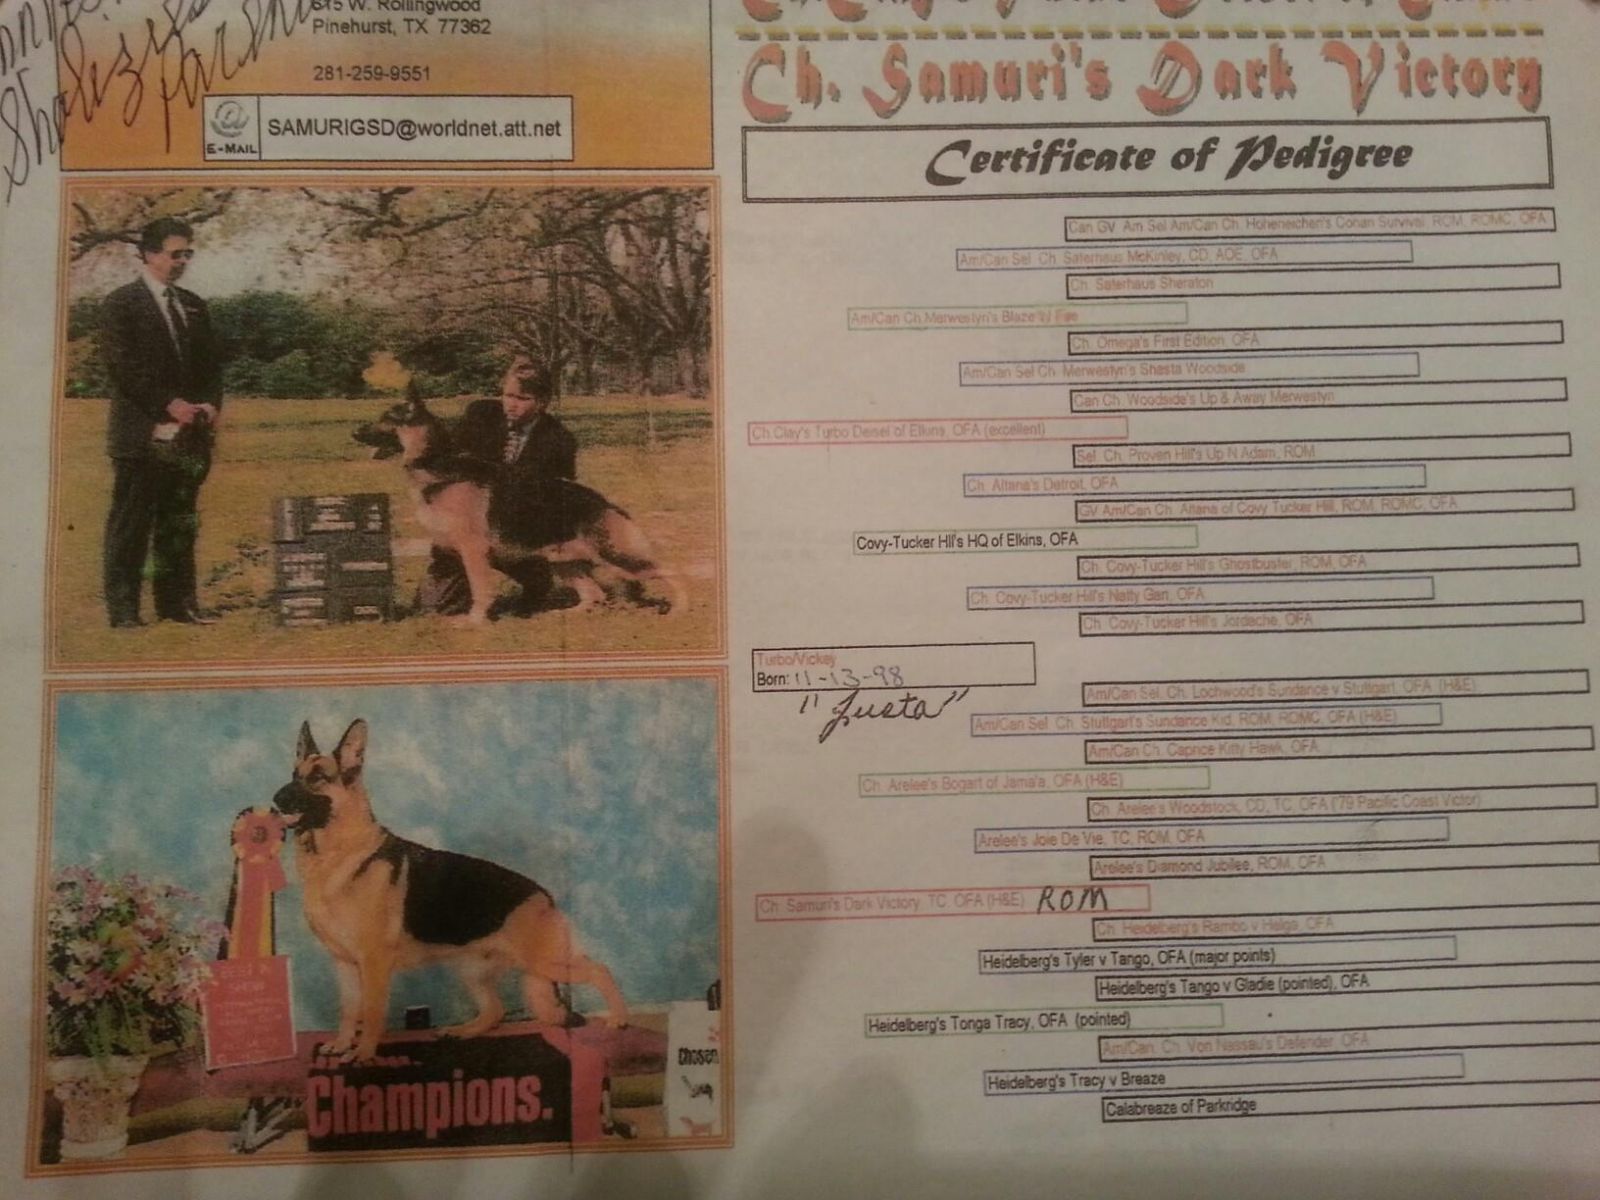 615 W. Rollingwood
Pinehurst, TX 77362
281-259-9551
E-MAIL
SAMURIGSD@worldnet.att.net
Ch. Samuri's Dark Victory
Certificate of Pedigree
Can GV Am Sel Am/Can Ch. Hoheneichen's Conan Survival, ROM, ROMC, OFA
Am/Can Sel. Ch. Saterhaus McKinley, CD, AOE, OFA
Ch. Saterhaus Sheraton
Am/Can Ch Merwestyn's Blaze W Fire
Ch. Omega's First Edition, OFA
Am/Can Sel Ch. Merwestyn's Shasta Woodside
Can Ch. Woodside's Up & Away Merwestyn
Ch. Clay's Turbo Deisel of Elkins, OFA (excellent)
Sel. Ch. Proven Hill's Up N Adam, ROM
Ch. Altana's Detroit, OFA
GV Am/Can Ch. Altana of Covy Tucker Hill, ROM, ROMC, OFA
Covy-Tucker Hill's HQ of Elkins, OFA
Ch. Covy-Tucker Hill's Ghostbuster, ROM, OFA
Ch. Covy-Tucker Hill's Natty Gan, OFA
Ch. Covy-Tucker Hill's Jordache, OFA
Turbo/Vickey
Born: 11-13-98
"Justa"
Am/Can Sel. Ch. Lochwood's Sundance v Stuttgart, OFA (H&E)
Am/Can Sel. Ch. Stuttgart's Sundance Kid, ROM, ROMC, OFA (H&E)
Am/Can Ch. Caprice Kitty Hawk, OFA
Ch. Arelee's Bogart of Jama'a, OFA (H&E)
Ch. Arelee's Woodstock, CD, TC, OFA ('79 Pacific Coast Victor)
Arelee's Joie De Vie, TC, ROM, OFA
Arelee's Diamond Jubilee, ROM, OFA
Ch. Samuri's Dark Victory, TC, OFA (H&E) ROM
Ch. Heidelberg's Rambo v Helga, OFA
Heidelberg's Tyler v Tango, OFA (major points)
Heidelberg's Tango v Gladie (pointed), OFA
Heidelberg's Tonga Tracy, OFA (pointed)
Am/Can. Ch. Von Nassau's Defender, OFA
Heidelberg's Tracy v Breaze
Calabreaze of Parkridge
BEST IN
SHOW
Champions.
Chosen